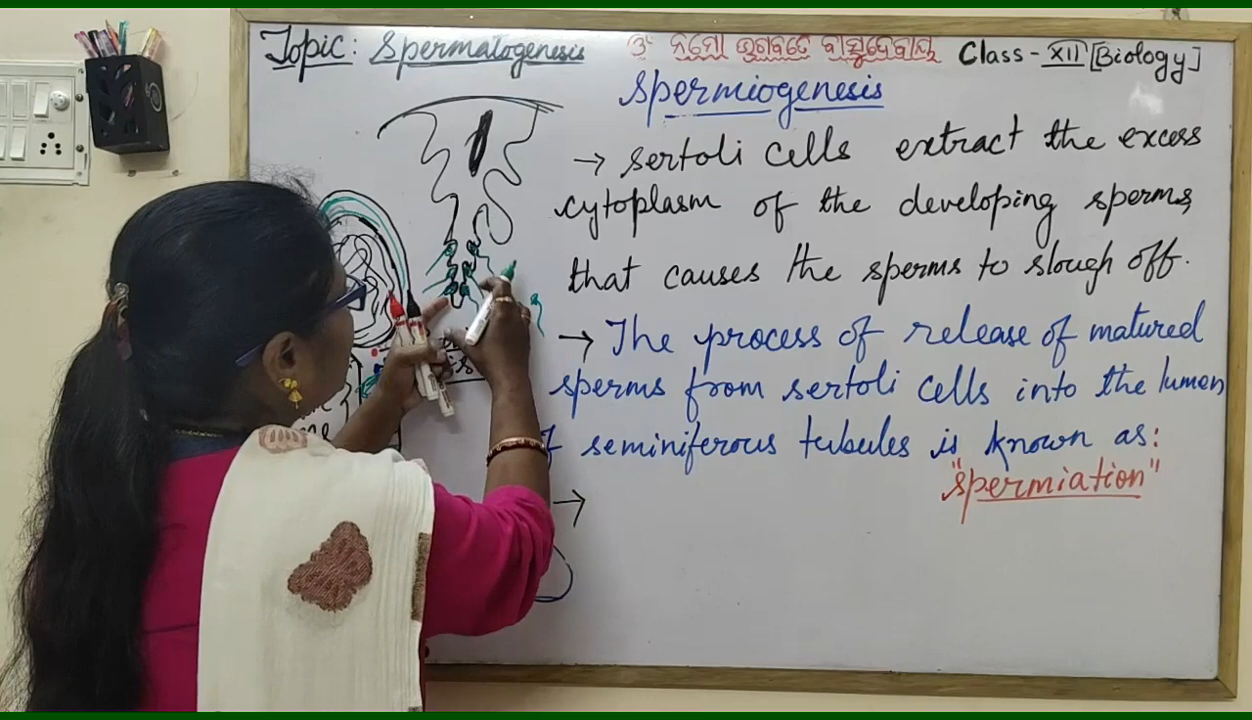 Topic: Spermatogenesis
ଓଁ ନମୋ ଭଗବତେ ବାସୁଦେବାୟ
Class - XII [Biology]
Spermiogenesis
→ Sertoli cells extract the excess
cytoplasm of the developing sperms,
that causes the sperms to slough off.
→ The process of release of matured
sperms from sertoli cells into the lumen
seminiferous tubules is known as:
"spermiation"
→